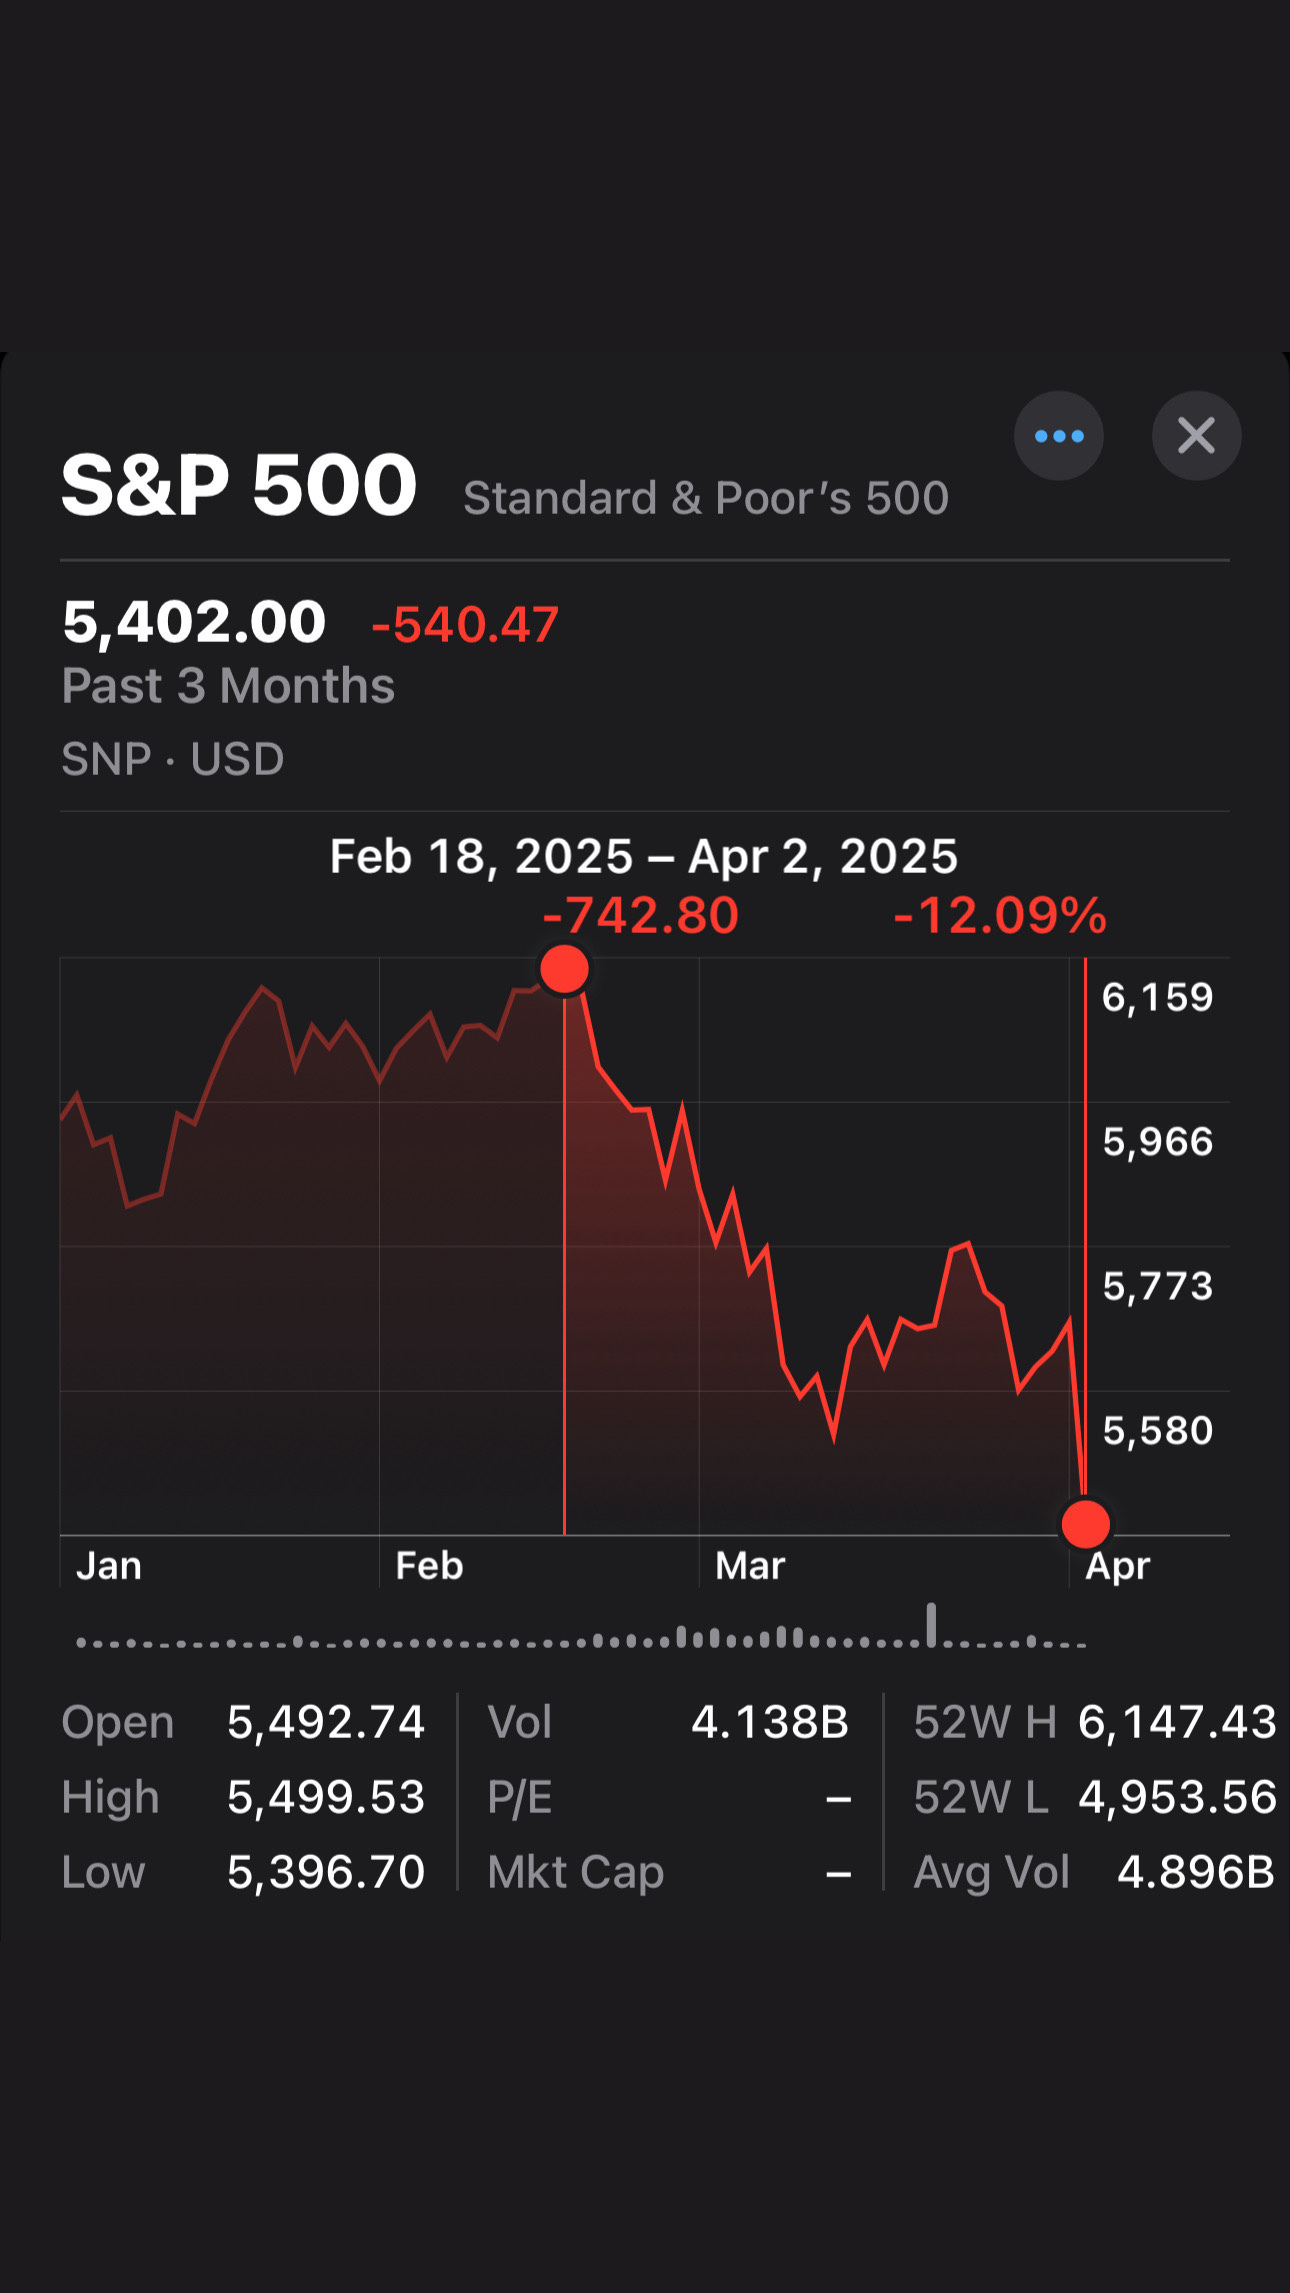 S&P 500 Standard & Poor’s 500
5,402.00 -540.47
Past 3 Months
SNP · USD
Feb 18, 2025 – Apr 2, 2025
-742.80 -12.09%
6,159
5,966
5,773
5,580
Jan Feb Mar Apr
Open 5,492.74 Vol 4.138B 52W H 6,147.43
High 5,499.53 P/E – 52W L 4,953.56
Low 5,396.70 Mkt Cap – Avg Vol 4.896B